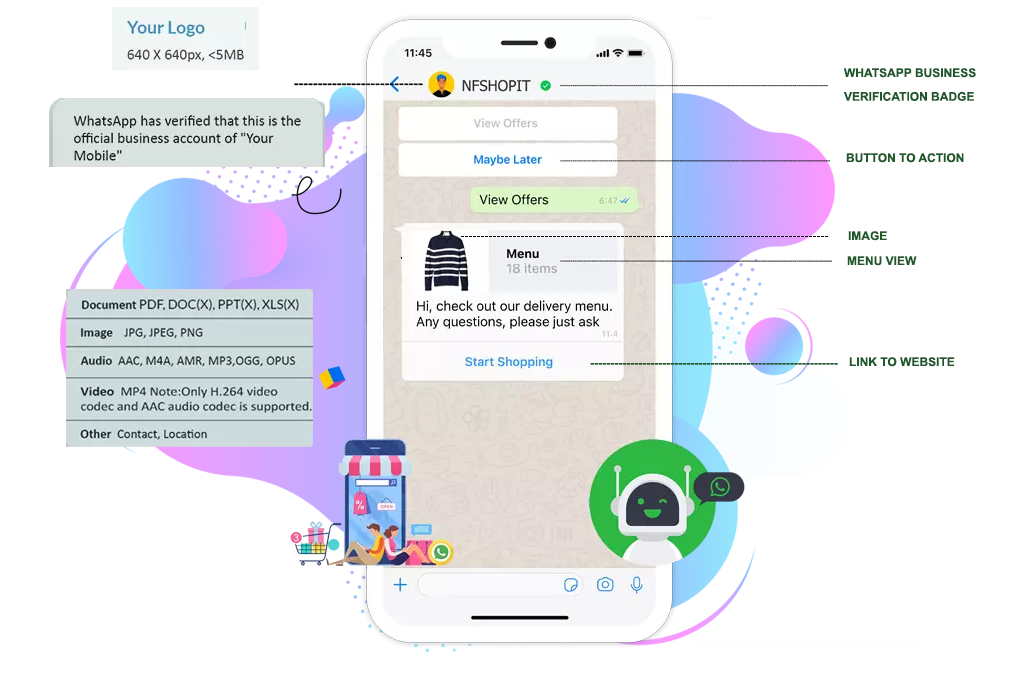 Your Logo
640 X 640px, <5MB
WhatsApp has verified that this is the
official business account of "Your
Mobile"
Document PDF, DOC(X), PPT(X), XLS(X)
Image JPG, JPEG, PNG
Audio AAC, M4A, AMR, MP3,OGG, OPUS
Video MP4 Note:Only H.264 video
codec and AAC audio codec is supported.
Other Contact, Location
11:45
NFSHOPIT
View Offers
Maybe Later
View Offers 6:47
Menu
18 items
Hi, check out our delivery menu.
Any questions, please just ask
11:4
Start Shopping
%
OPEN
3
WHATSAPP BUSINESS
VERIFICATION BADGE
BUTTON TO ACTION
IMAGE
MENU VIEW
LINK TO WEBSITE